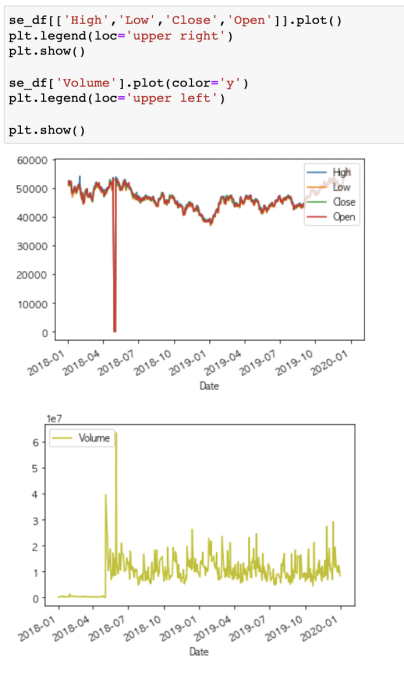 se_df[['High','Low','Close','Open']].plot()
plt.legend(loc='upper right')
plt.show()
se_df['Volume'].plot(color='y')
plt.legend(loc='upper left')
plt.show()
60000
50000
40000
30000
20000
10000
0
High
Low
Close
Open
2018-01 2018-04 2018-07 2018-10 2019-01 2019-04 2019-07 2019-10 2020-01
Date
1e7
6
5
4
3
2
1
0
Volume
2018-01 2018-04 2018-07 2018-10 2019-01 2019-04 2019-07 2019-10 2020-01
Date